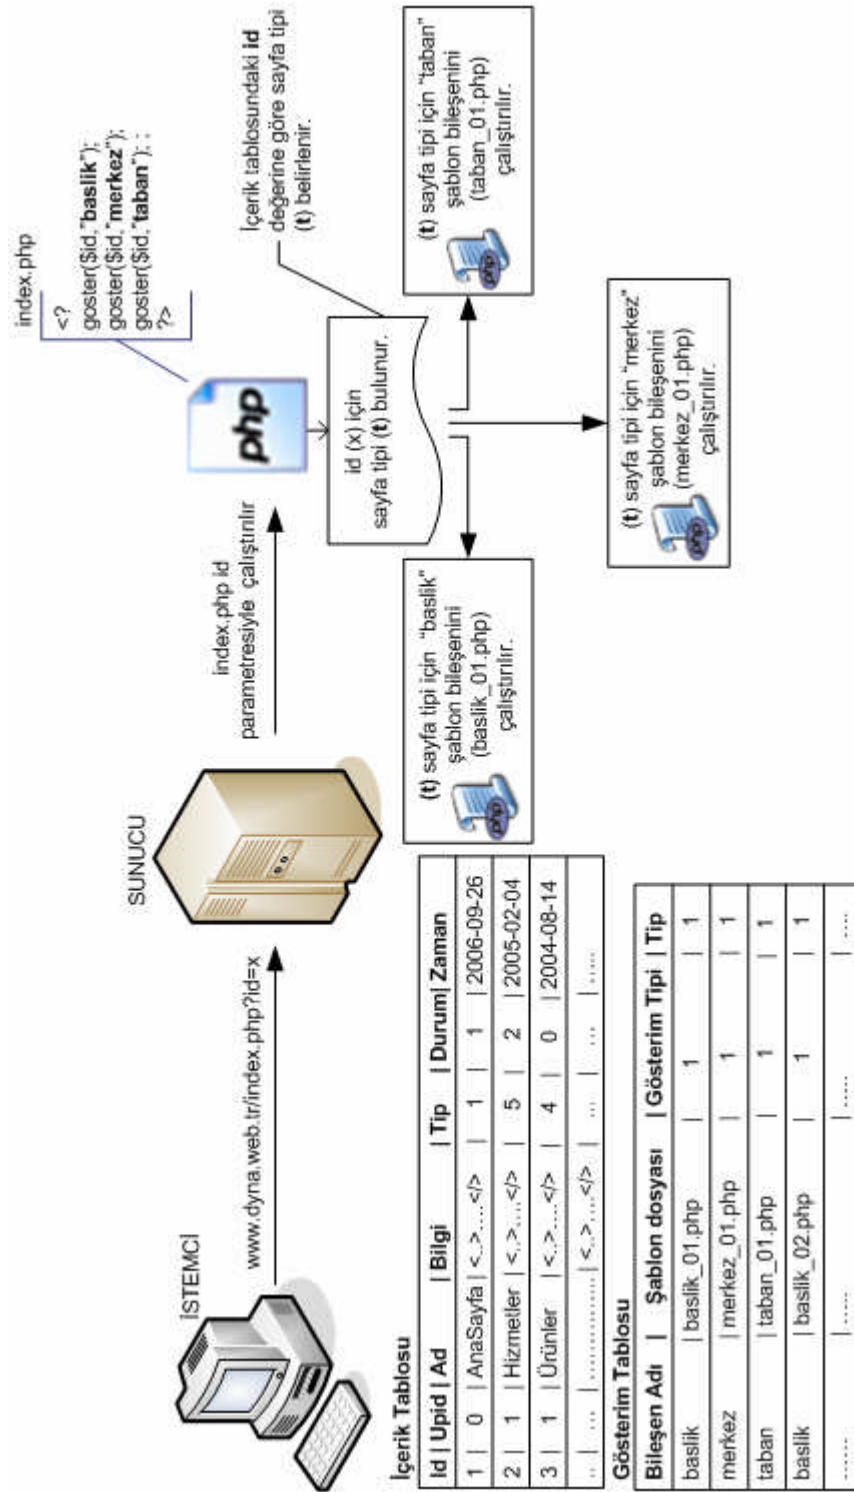 İSTEMCİ
www.dyna.web.tr/index.php?id=x
SUNUCU
index.php id
parametresiyle çalıştırılır
index.php
<?
goster($id."baslik");
goster($id."merkez");
goster($id."taban"); :
?>
php
id (x) için
sayfa tipi (t) bulunur.
İçerik tablosundaki id
değerine göre sayfa tipi
(t) belirlenir.
(t) sayfa tipi için "baslik"
şablon bileşenini
(baslik_01.php)
çalıştırılır.
php
(t) sayfa tipi için "merkez"
şablon bileşenini
(merkez_01.php)
çalıştırılır.
php
(t) sayfa tipi için "taban"
şablon bileşenini
(taban_01.php)
çalıştırılır.
php
İçerik Tablosu
Id | Upid | Ad | Bilgi | Tip | Durum| Zaman
1 | 0 | AnaSayfa | <..>....</> | 1 | 1 | 2006-09-26
2 | 1 | Hizmetler | <..>....</> | 5 | 2 | 2005-02-04
3 | 1 | Ürünler | <..>....</> | 4 | 0 | 2004-08-14
.. | ... | .................. | <..>....</> | ... | ... | .....
Gösterim Tablosu
Bileşen Adı | Şablon dosyası | Gösterim Tipi | Tip
baslik | baslik_01.php | 1 | 1
merkez | merkez_01.php | 1 | 1
taban | taban_01.php | 1 | 1
baslik | baslik_02.php | 1 | 1
...... | ..... | ..... | ....